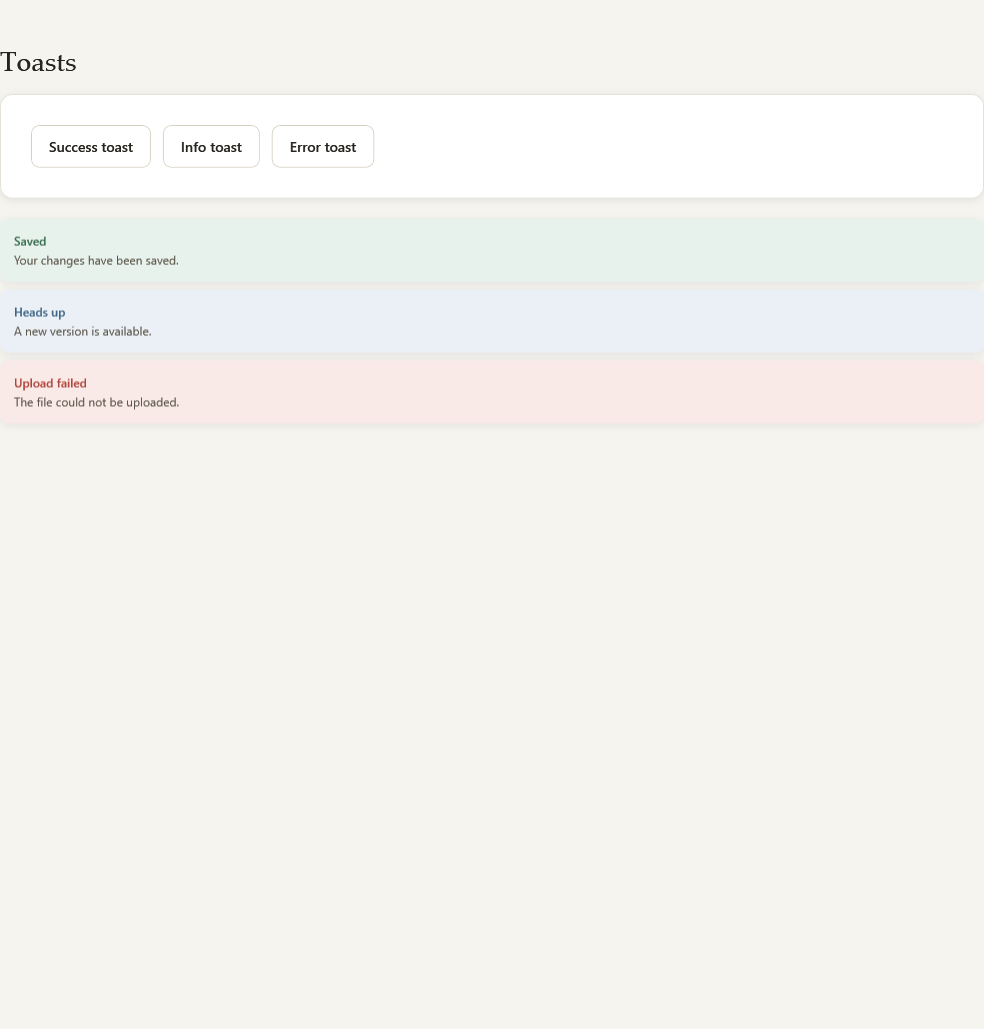 Toasts
Success toast
Info toast
Error toast
Saved
Your changes have been saved.
Heads up
A new version is available.
Upload failed
The file could not be uploaded.